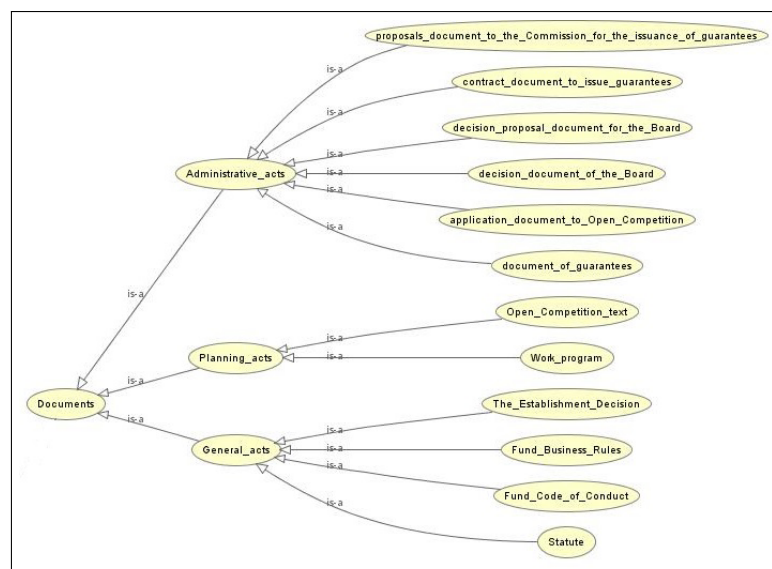 proposals_document_to_the_Commission_for_the_issuance_of_guarantees
is-a
contract_document_to_issue_guarantees
is-a
decision_proposal_document_for_the_Board
is-a
Administrative_acts
is-a
decision_document_of_the_Board
is-a
application_document_to_Open_Competition
is-a
document_of_guarantees
is-a
Open_Competition_text
is-a
Planning_acts
is-a
Work_program
is-a
Documents
The_Establishment_Decision
is-a
is-a
General_acts
is-a
Fund_Business_Rules
is-a
Fund_Code_of_Conduct
is-a
Statute